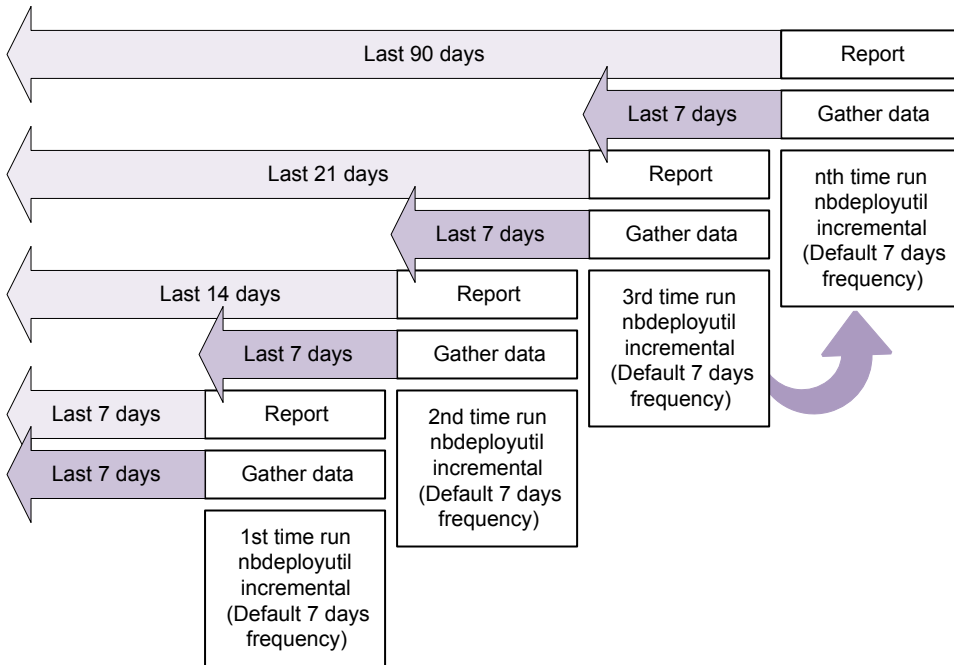 Last 90 days
Report
Last 7 days
Gather data
Last 21 days
Report
nth time run
nbdeployutil
incremental
(Default 7 days
frequency)
Last 7 days
Gather data
Last 14 days
Report
3rd time run
nbdeployutil
incremental
(Default 7 days
frequency)
Last 7 days
Gather data
Last 7 days
Report
2nd time run
nbdeployutil
incremental
(Default 7 days
frequency)
Last 7 days
Gather data
1st time run
nbdeployutil
incremental
(Default 7 days
frequency)